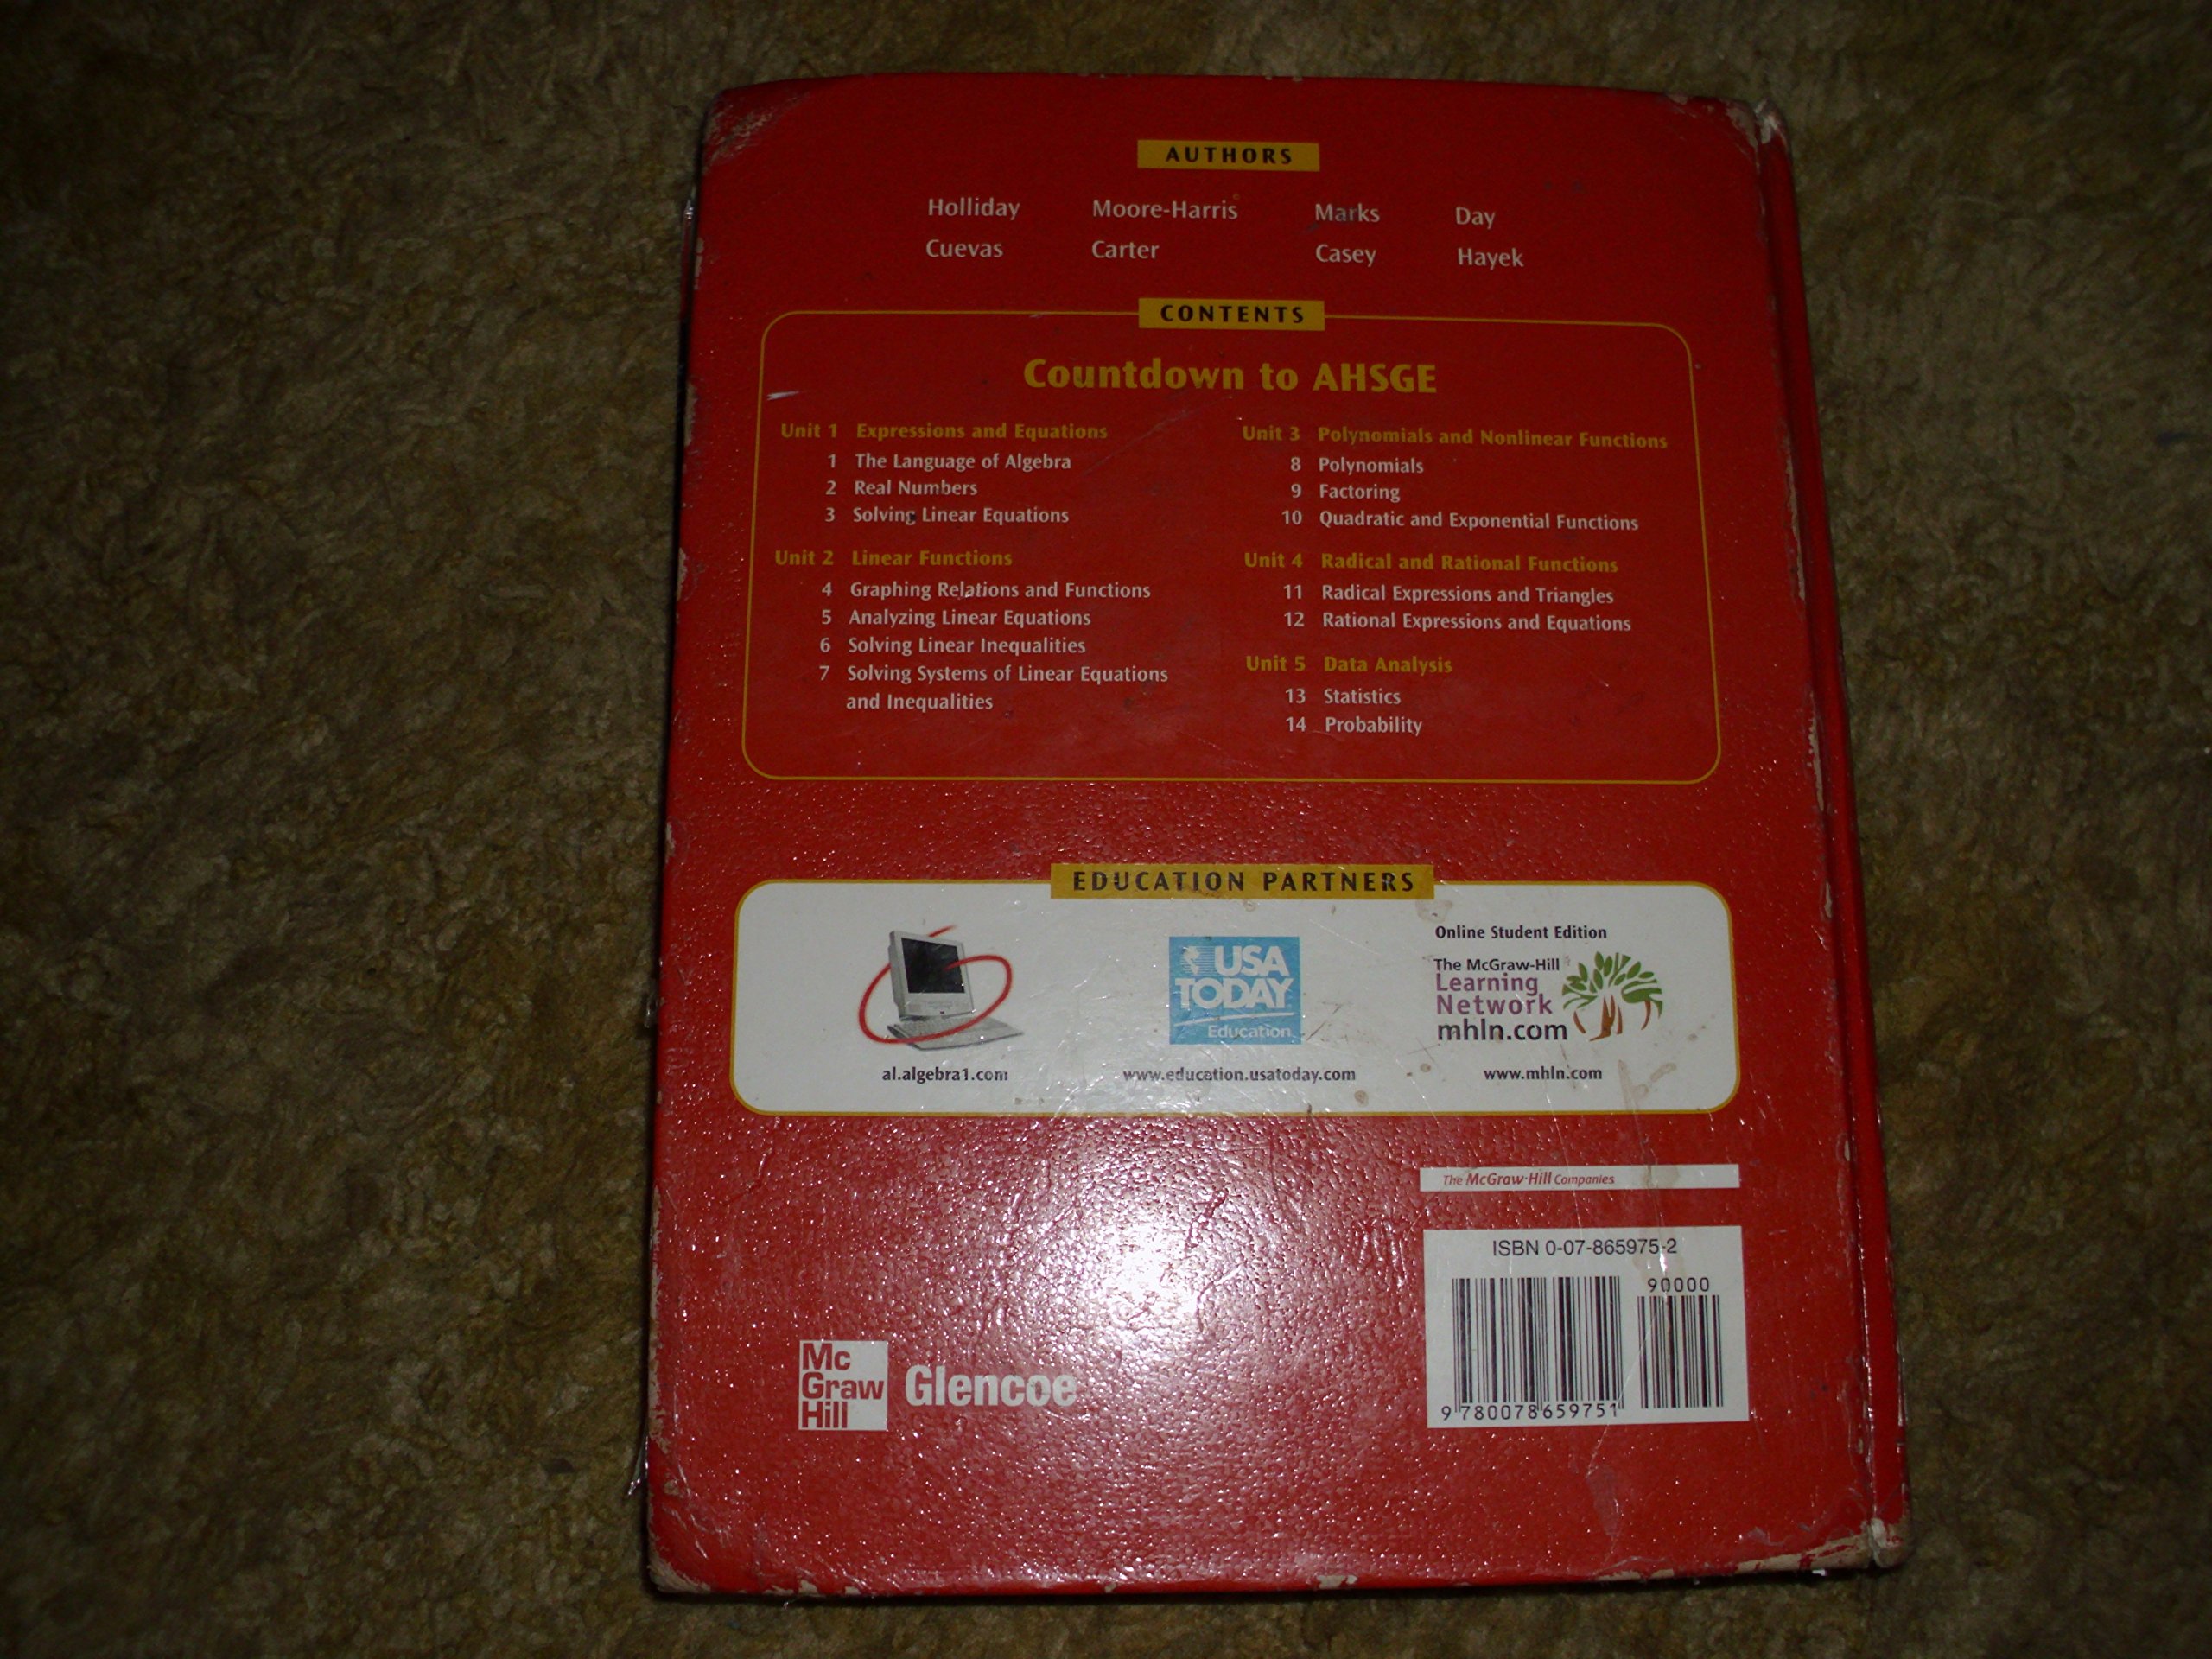 AUTHORS
Holliday Moore-Harris Marks Day
Cuevas Carter Casey Hayek
CONTENTS
Countdown to AHSGE
Unit 1 Expressions and Equations
1 The Language of Algebra
2 Real Numbers
3 Solving Linear Equations
Unit 2 Linear Functions
4 Graphing Relations and Functions
5 Analyzing Linear Equations
6 Solving Linear Inequalities
7 Solving Systems of Linear Equations
and Inequalities
Unit 3 Polynomials and Nonlinear Functions
8 Polynomials
9 Factoring
10 Quadratic and Exponential Functions
Unit 4 Radical and Rational Functions
11 Radical Expressions and Triangles
12 Rational Expressions and Equations
Unit 5 Data Analysis
13 Statistics
14 Probability
EDUCATION PARTNERS
al.algebra1.com
USA
TODAY
Education
www.education.usatoday.com
Online Student Edition
The McGraw-Hill
Learning
Network
mhln.com
www.mhln.com
The McGraw-Hill Companies
ISBN 0-07-865975-2
90000
9 780078 659751
Mc
Graw
Hill
Glencoe